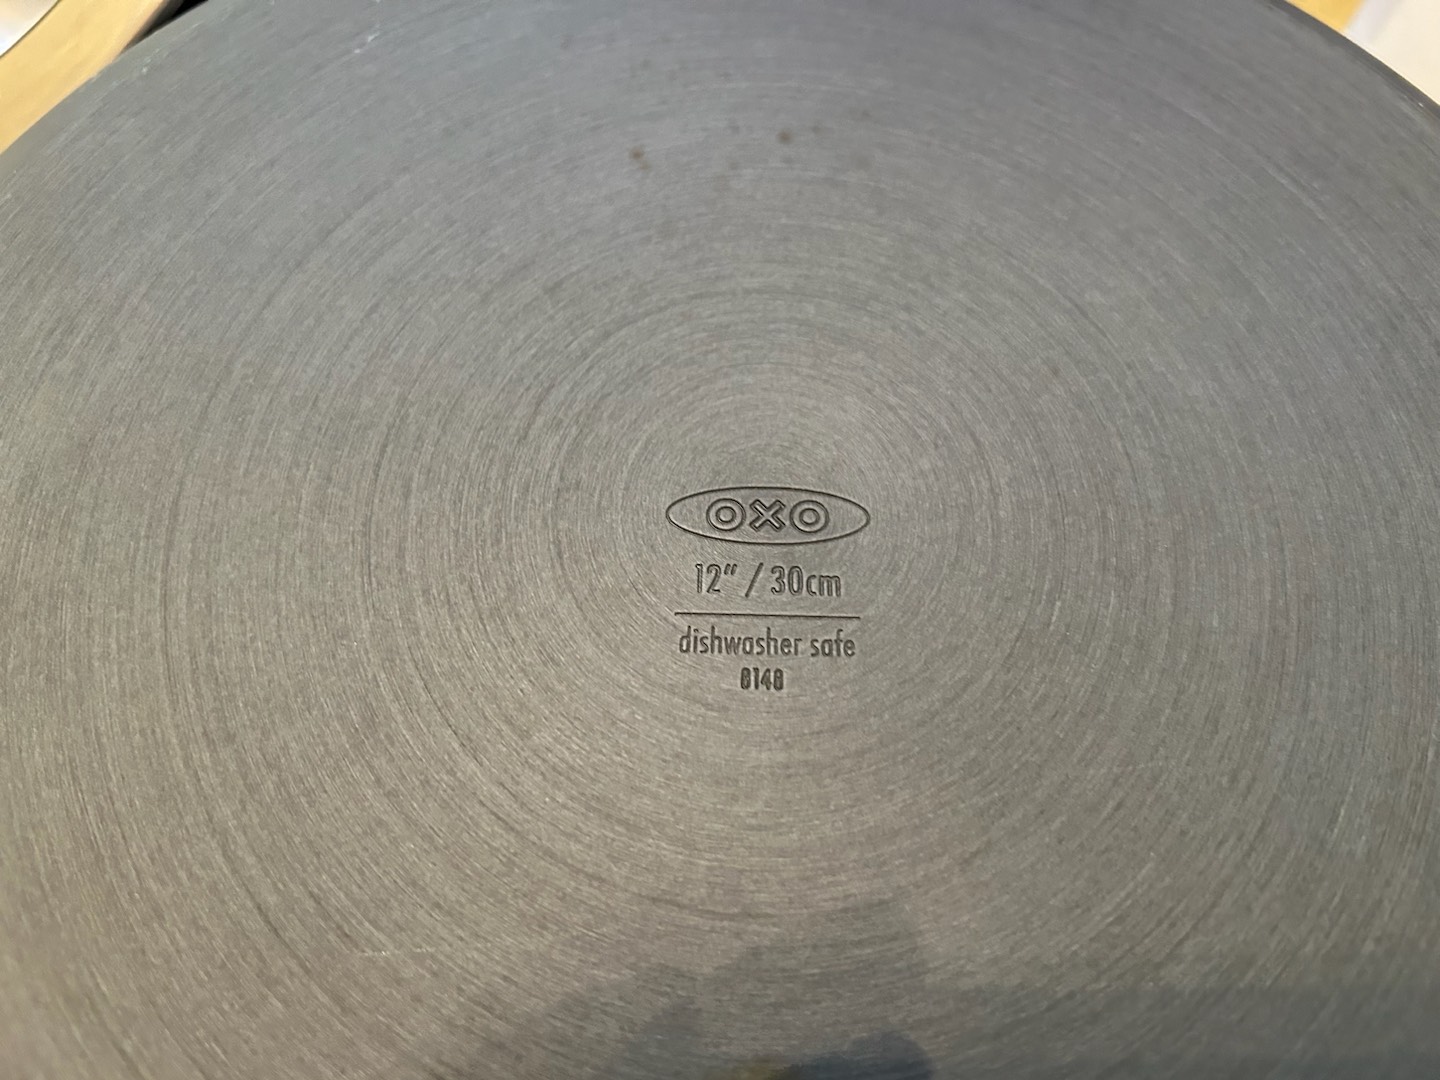 OXO
12" / 30cm
dishwasher safe
8148